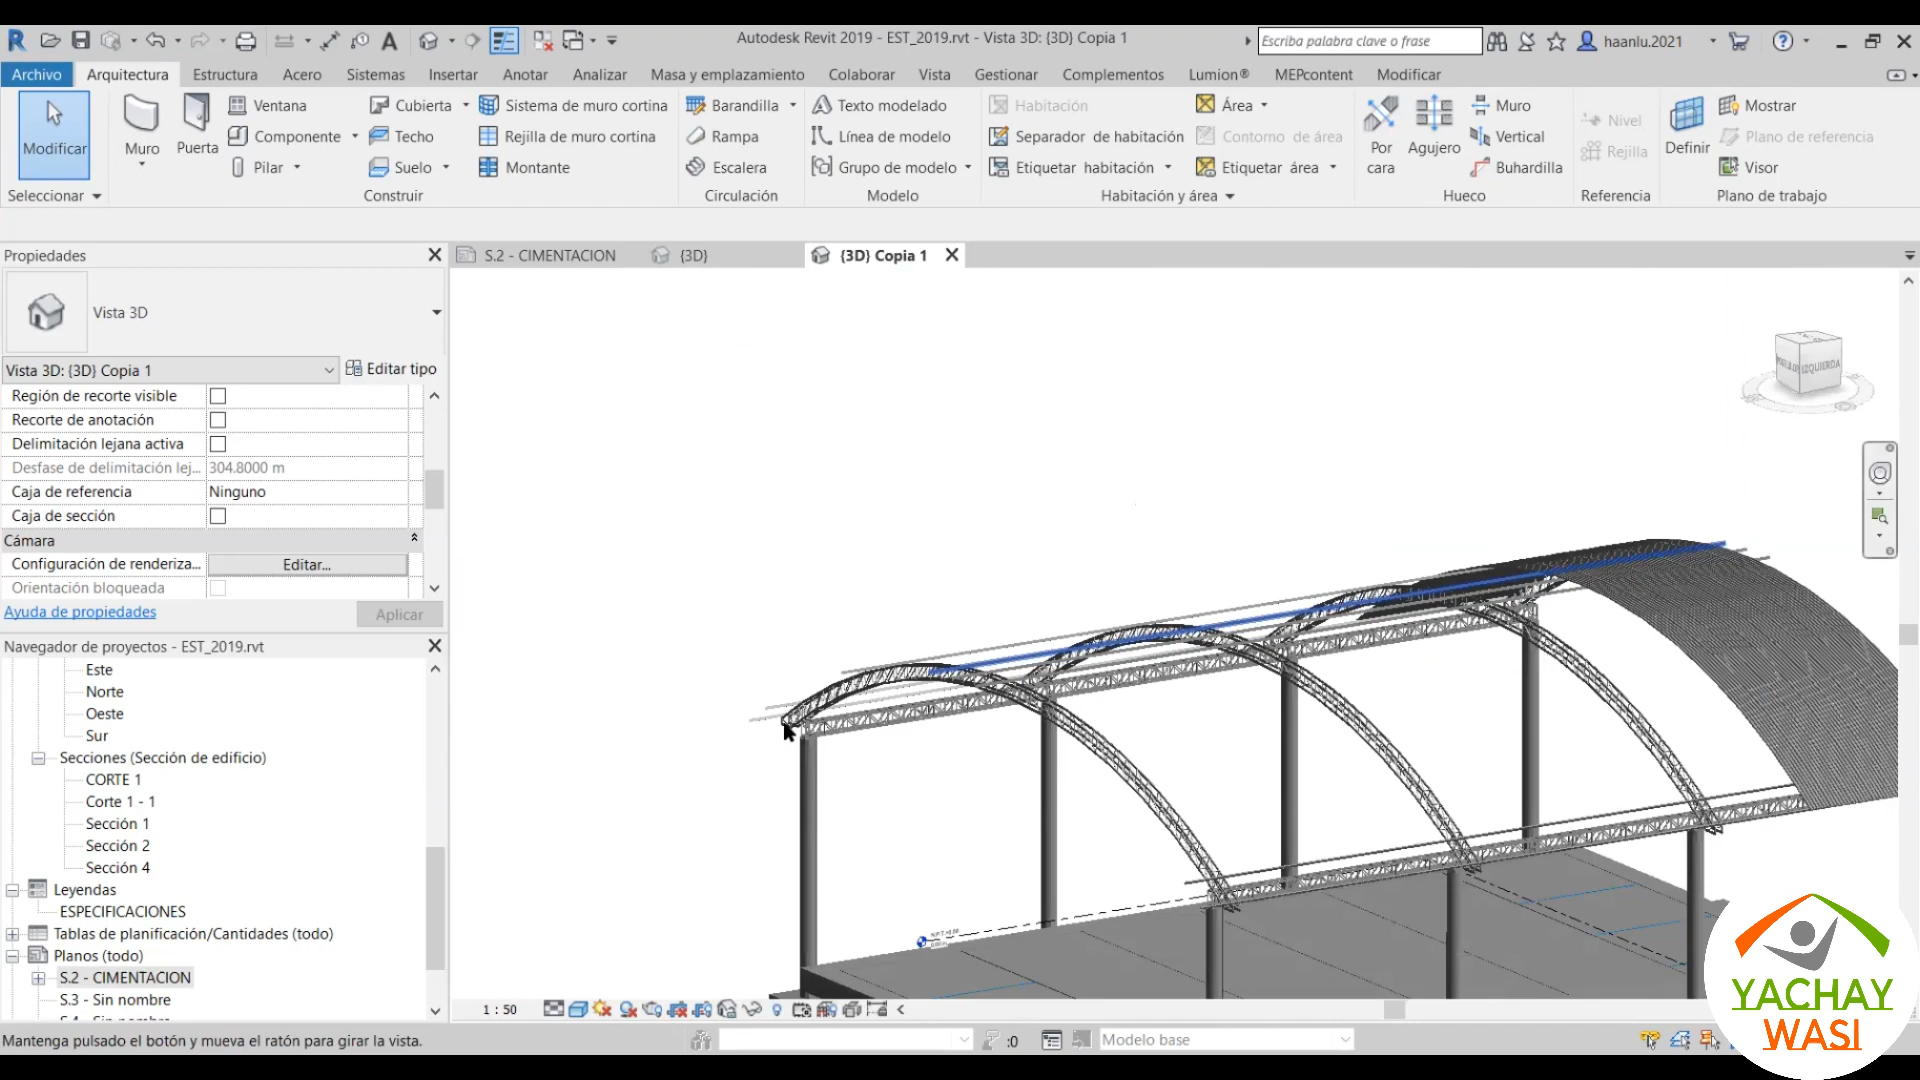 Autodesk Revit 2019 - EST_2019.rvt - Vista 3D: {3D} Copia 1
Escriba palabra clave o frase
haanlu.2021
Archivo Arquitectura Estructura Acero Sistemas Insertar Anotar Analizar Masa y emplazamiento Colaborar Vista Gestionar Complementos Lumion® MEPcontent Modificar
Modificar
Muro
Puerta
Ventana
Componente
Pilar
Cubierta
Techo
Suelo
Sistema de muro cortina
Rejilla de muro cortina
Montante
Barandilla
Rampa
Escalera
Texto modelado
Línea de modelo
Grupo de modelo
Habitación
Separador de habitación
Etiquetar habitación
Área
Contorno de área
Etiquetar área
Por cara
Agujero
Muro
Vertical
Buhardilla
Nivel
Rejilla
Definir
Mostrar
Plano de referencia
Visor
Seleccionar Construir Circulación Modelo Habitación y área Hueco Referencia Plano de trabajo
Propiedades
Vista 3D
Vista 3D: {3D} Copia 1
Editar tipo
Región de recorte visible
Recorte de anotación
Delimitación lejana activa
Desfase de delimitación lej... 304.8000 m
Caja de referencia Ninguno
Caja de sección
Cámara
Configuración de renderiza... Editar...
Orientación bloqueada
Ayuda de propiedades Aplicar
Navegador de proyectos - EST_2019.rvt
Este
Norte
Oeste
Sur
Secciones (Sección de edificio)
CORTE 1
Corte 1 - 1
Sección 1
Sección 2
Sección 4
Leyendas
ESPECIFICACIONES
Tablas de planificación/Cantidades (todo)
Planos (todo)
S.2 - CIMENTACION
S.3 - Sin nombre
S.2 - CIMENTACION {3D} {3D} Copia 1
IZQUIERDA
1 : 50
Mantenga pulsado el botón y mueva el ratón para girar la vista.
:0
Modelo base
YACHAY
WASI